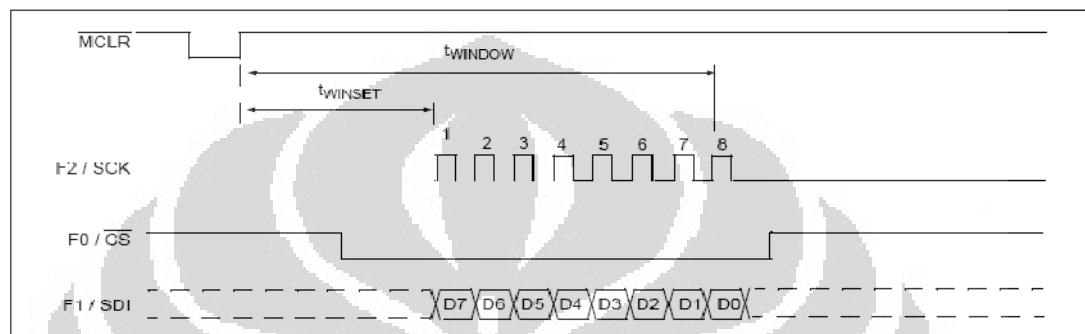 MCLR
tWINDOW
tWINSET
1 2 3 4 5 6 7 8
F2 / SCK
F0 / CS
F1 / SDI D7 D6 D5 D4 D3 D2 D1 D0